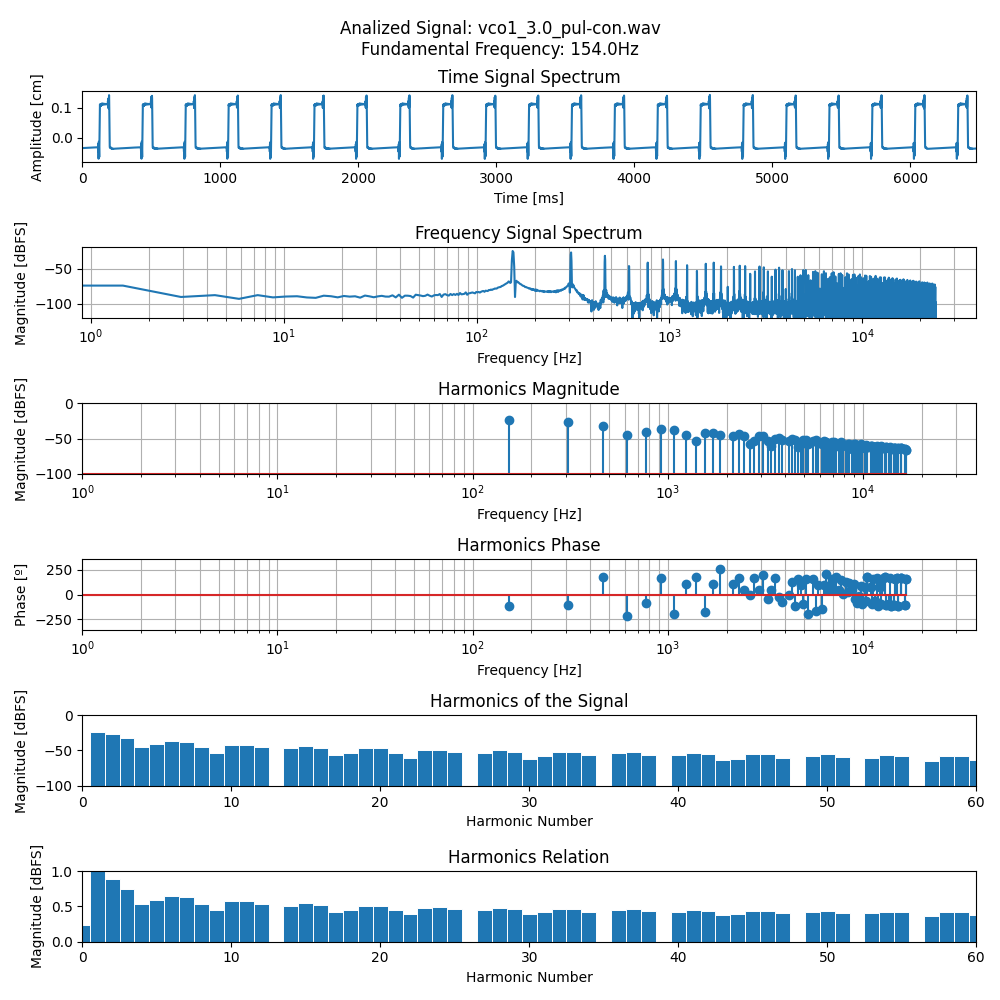 Analized Signal: vco1_3.0_pul-con.wav
Fundamental Frequency: 154.0Hz
Time Signal Spectrum
Amplitude [cm]
0.1
0.0
0 1000 2000 3000 4000 5000 6000
Time [ms]
Frequency Signal Spectrum
Magnitude [dBFS]
−50
−100
10⁰ 10¹ 10² 10³ 10⁴
Frequency [Hz]
Harmonics Magnitude
Magnitude [dBFS]
0
−50
−100
10⁰ 10¹ 10² 10³ 10⁴
Frequency [Hz]
Harmonics Phase
Phase [º]
250
0
−250
10⁰ 10¹ 10² 10³ 10⁴
Frequency [Hz]
Harmonics of the Signal
Magnitude [dBFS]
0
−50
−100
0 10 20 30 40 50 60
Harmonic Number
Harmonics Relation
Magnitude [dBFS]
1.0
0.5
0.0
0 10 20 30 40 50 60
Harmonic Number